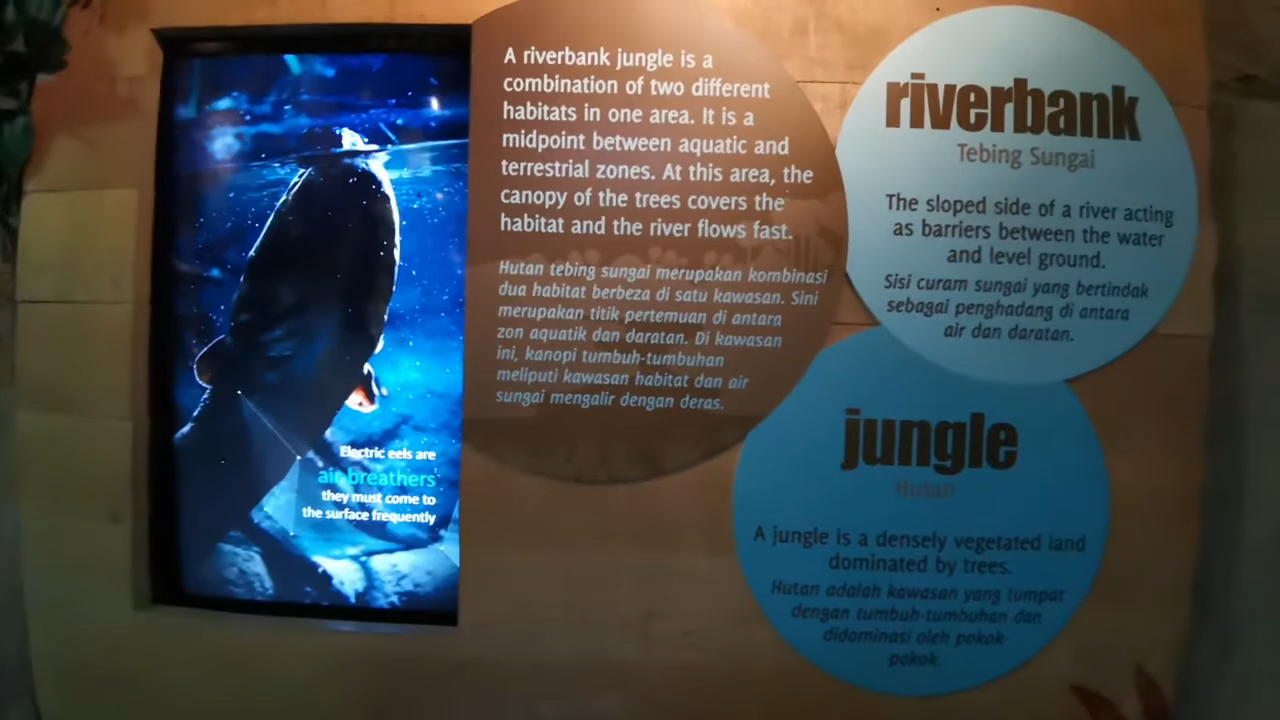 Electric eels are
air breathers
they must come to
the surface frequently
A riverbank jungle is a
combination of two different
habitats in one area. It is a
midpoint between aquatic and
terrestrial zones. At this area, the
canopy of the trees covers the
habitat and the river flows fast.
Hutan tebing sungai merupakan kombinasi
dua habitat berbeza di satu kawasan. Sini
merupakan titik pertemuan di antara
zon aquatik dan daratan. Di kawasan
ini, kanopi tumbuh-tumbuhan
meliputi kawasan habitat dan air
sungai mengalir dengan deras.
riverbank
Tebing Sungai
The sloped side of a river acting
as barriers between the water
and level ground.
Sisi curam sungai yang bertindak
sebagai penghadang di antara
air dan daratan.
jungle
Hutan
A jungle is a densely vegetated land
dominated by trees.
Hutan adalah kawasan yang tumpat
dengan tumbuh-tumbuhan dan
didominasi oleh pokok-
pokok.